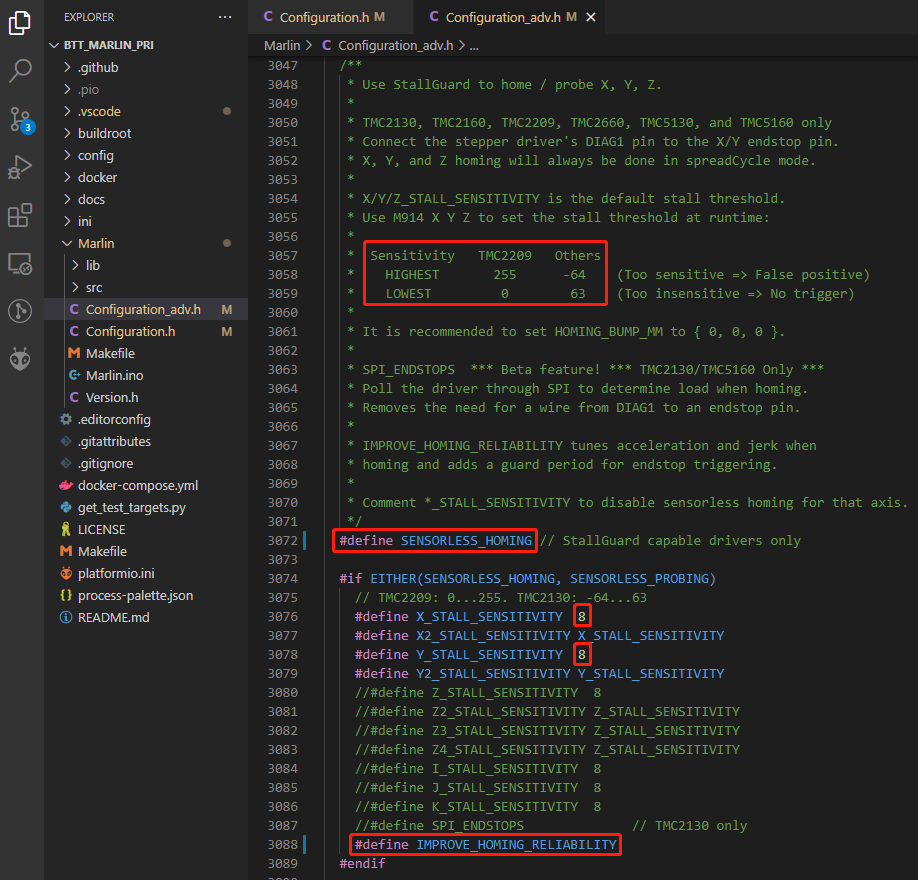 EXPLORER
···
BTT_MARLIN_PRI
.github
.pio
.vscode
buildroot
config
docker
docs
ini
Marlin
lib
src
C Configuration_adv.h M
C Configuration.h M
M Makefile
C+ Marlin.ino
C Version.h
.editorconfig
.gitattributes
.gitignore
docker-compose.yml
get_test_targets.py
LICENSE
M Makefile
platformio.ini
{} process-palette.json
README.md
3
C Configuration.h M
C Configuration_adv.h M ×
Marlin > C Configuration_adv.h > ...
3047 /**
3048 * Use StallGuard to home / probe X, Y, Z.
3049 *
3050 * TMC2130, TMC2160, TMC2209, TMC2660, TMC5130, and TMC5160 only
3051 * Connect the stepper driver's DIAG1 pin to the X/Y endstop pin.
3052 * X, Y, and Z homing will always be done in spreadCycle mode.
3053 *
3054 * X/Y/Z_STALL_SENSITIVITY is the default stall threshold.
3055 * Use M914 X Y Z to set the stall threshold at runtime:
3056 *
3057 * Sensitivity TMC2209 Others
3058 * HIGHEST 255 -64 (Too sensitive => False positive)
3059 * LOWEST 0 63 (Too insensitive => No trigger)
3060 *
3061 * It is recommended to set HOMING_BUMP_MM to { 0, 0, 0 }.
3062 *
3063 * SPI_ENDSTOPS *** Beta feature! *** TMC2130/TMC5160 Only ***
3064 * Poll the driver through SPI to determine load when homing.
3065 * Removes the need for a wire from DIAG1 to an endstop pin.
3066 *
3067 * IMPROVE_HOMING_RELIABILITY tunes acceleration and jerk when
3068 * homing and adds a guard period for endstop triggering.
3069 *
3070 * Comment *_STALL_SENSITIVITY to disable sensorless homing for that axis.
3071 */
3072 #define SENSORLESS_HOMING // StallGuard capable drivers only
3073
3074 #if EITHER(SENSORLESS_HOMING, SENSORLESS_PROBING)
3075 // TMC2209: 0...255. TMC2130: -64...63
3076 #define X_STALL_SENSITIVITY 8
3077 #define X2_STALL_SENSITIVITY X_STALL_SENSITIVITY
3078 #define Y_STALL_SENSITIVITY 8
3079 #define Y2_STALL_SENSITIVITY Y_STALL_SENSITIVITY
3080 //#define Z_STALL_SENSITIVITY 8
3081 //#define Z2_STALL_SENSITIVITY Z_STALL_SENSITIVITY
3082 //#define Z3_STALL_SENSITIVITY Z_STALL_SENSITIVITY
3083 //#define Z4_STALL_SENSITIVITY Z_STALL_SENSITIVITY
3084 //#define I_STALL_SENSITIVITY 8
3085 //#define J_STALL_SENSITIVITY 8
3086 //#define K_STALL_SENSITIVITY 8
3087 //#define SPI_ENDSTOPS // TMC2130 only
3088 #define IMPROVE_HOMING_RELIABILITY
3089 #endif